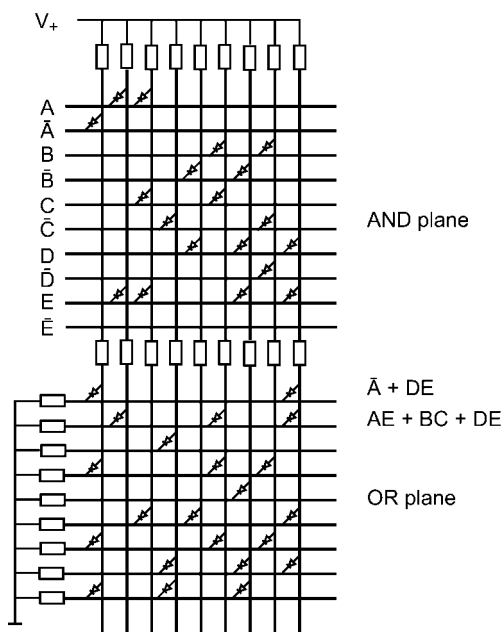 V+
A
Ā
B
B̄
C
C̄
AND plane
D
D̄
E
Ē
Ā + DE
AE + BC + DE
OR plane